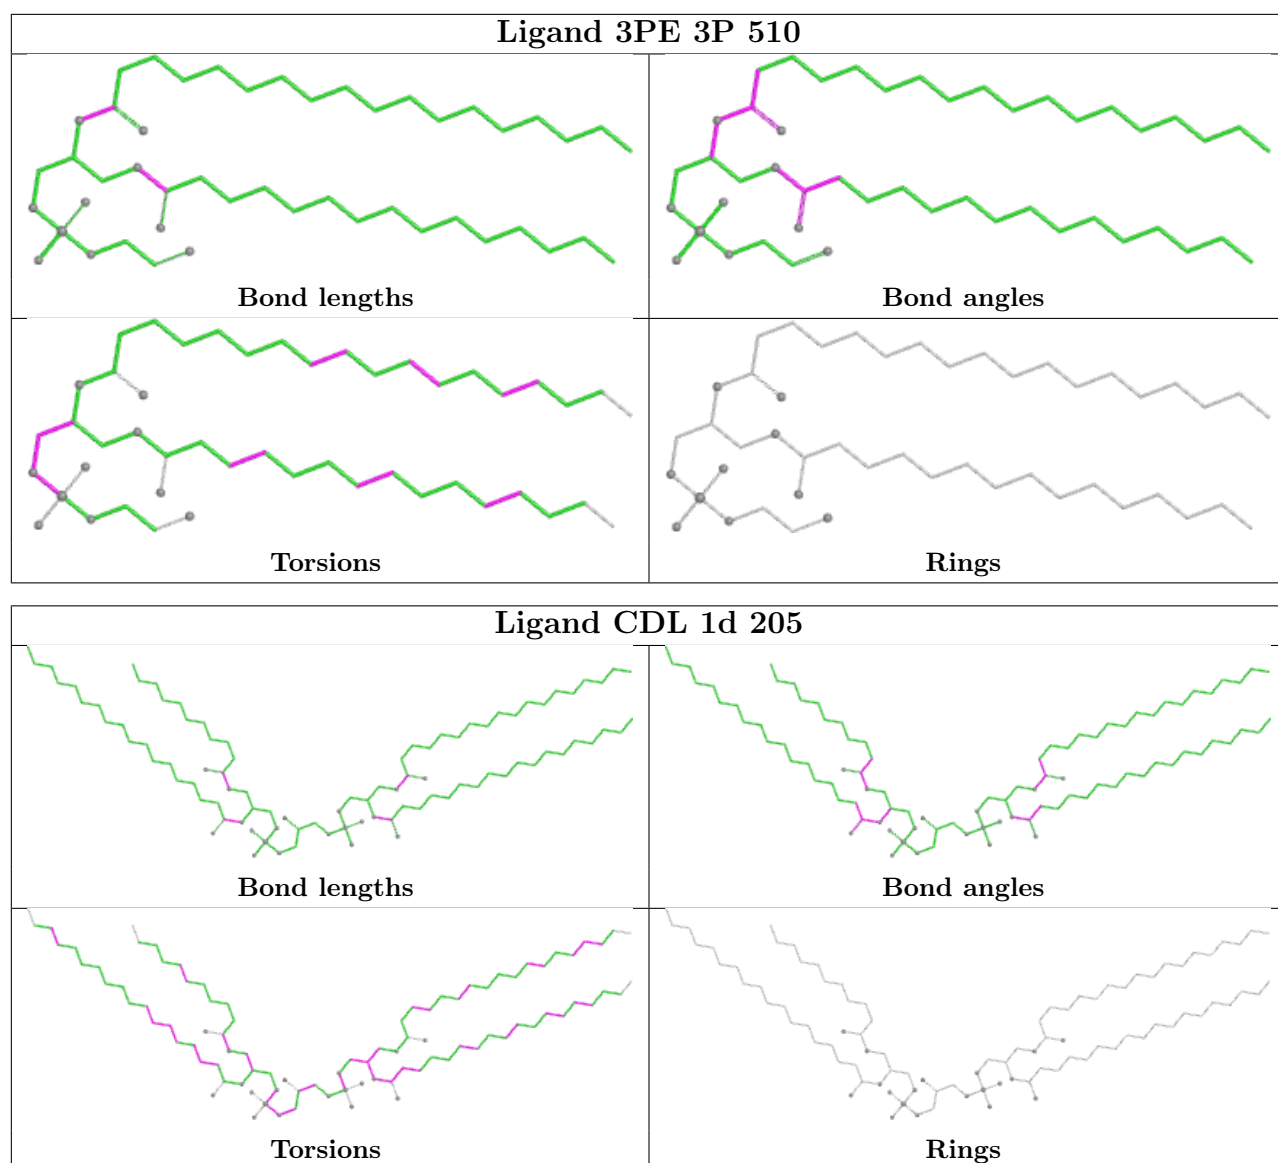 Ligand 3PE 3P 510
Bond lengths
Bond angles
Torsions
Rings
Ligand CDL 1d 205
Bond lengths
Bond angles
Torsions
Rings